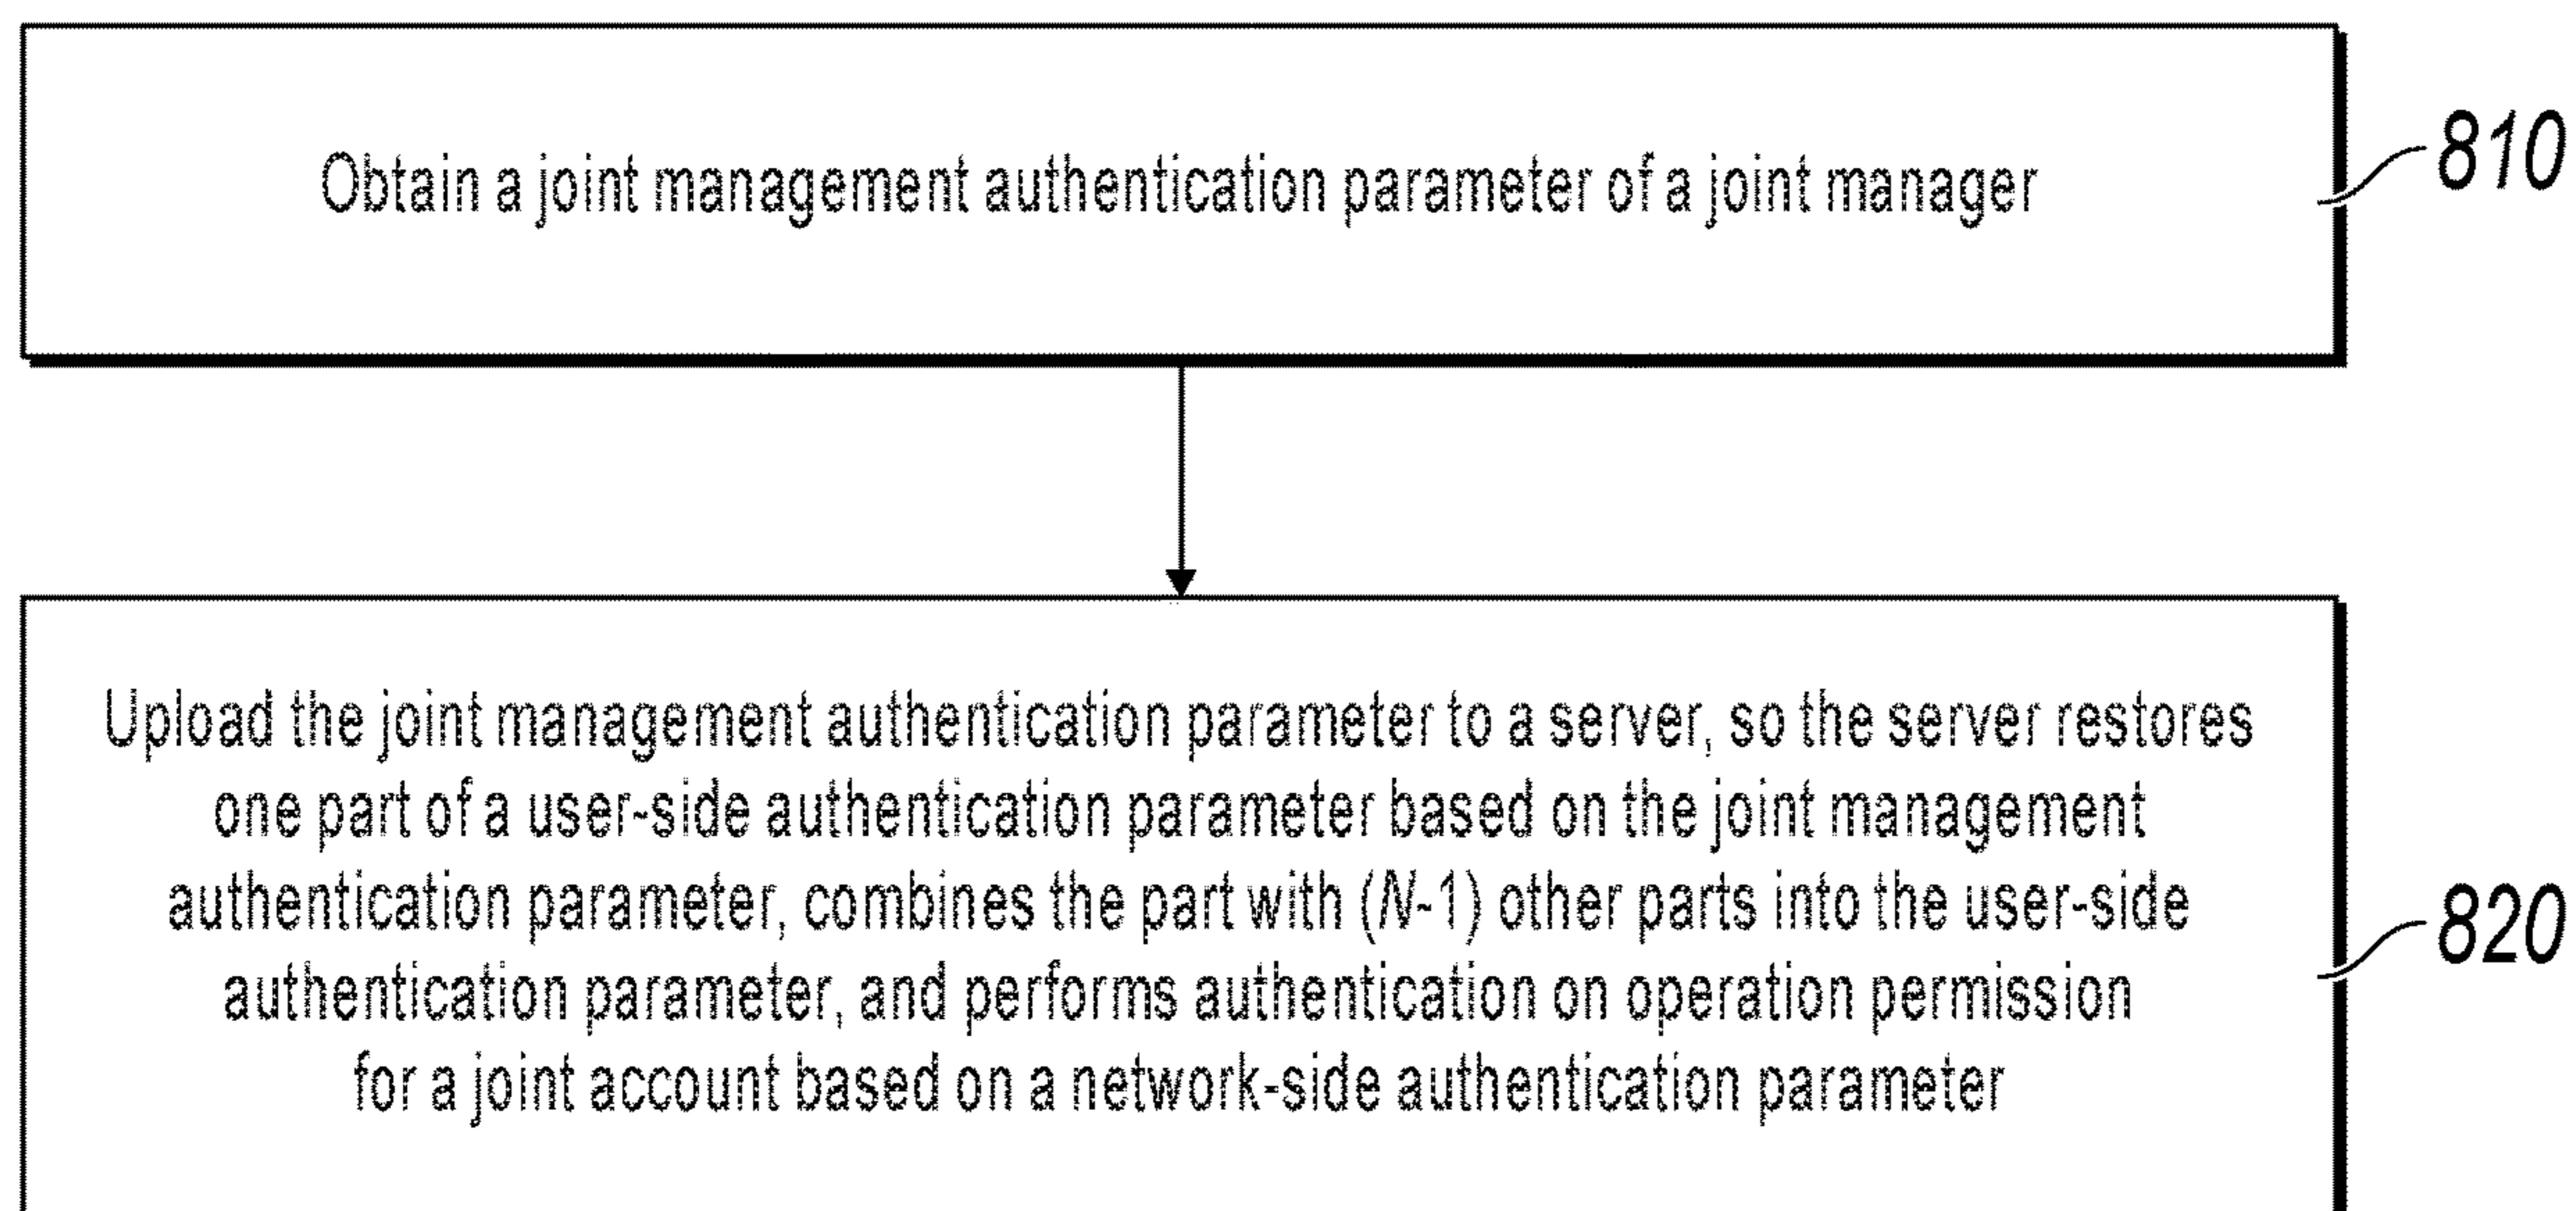 Obtain a joint management authentication parameter of a joint manager
810
Upload the joint management authentication parameter to a server, so the server restores
one part of a user-side authentication parameter based on the joint management
authentication parameter, combines the part with (N-1) other parts into the user-side
authentication parameter, and performs authentication on operation permission
for a joint account based on a network-side authentication parameter
820